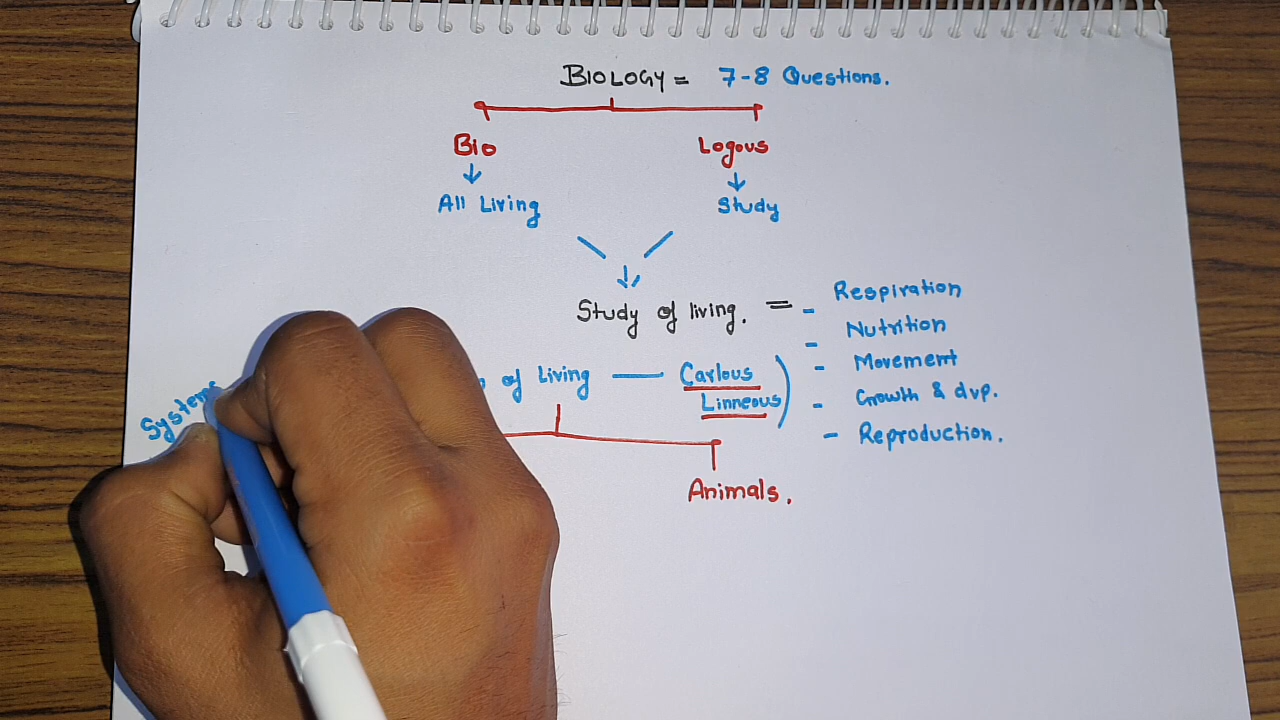 BIOLOGY = 7-8 Questions.
Bio
Logous
All Living
Study
Study of living. =
- Respiration
- Nutrition
- Movement
- Growth & dvp.
- Reproduction.
of Living — Carlous
Linneous)
Systems
Animals.